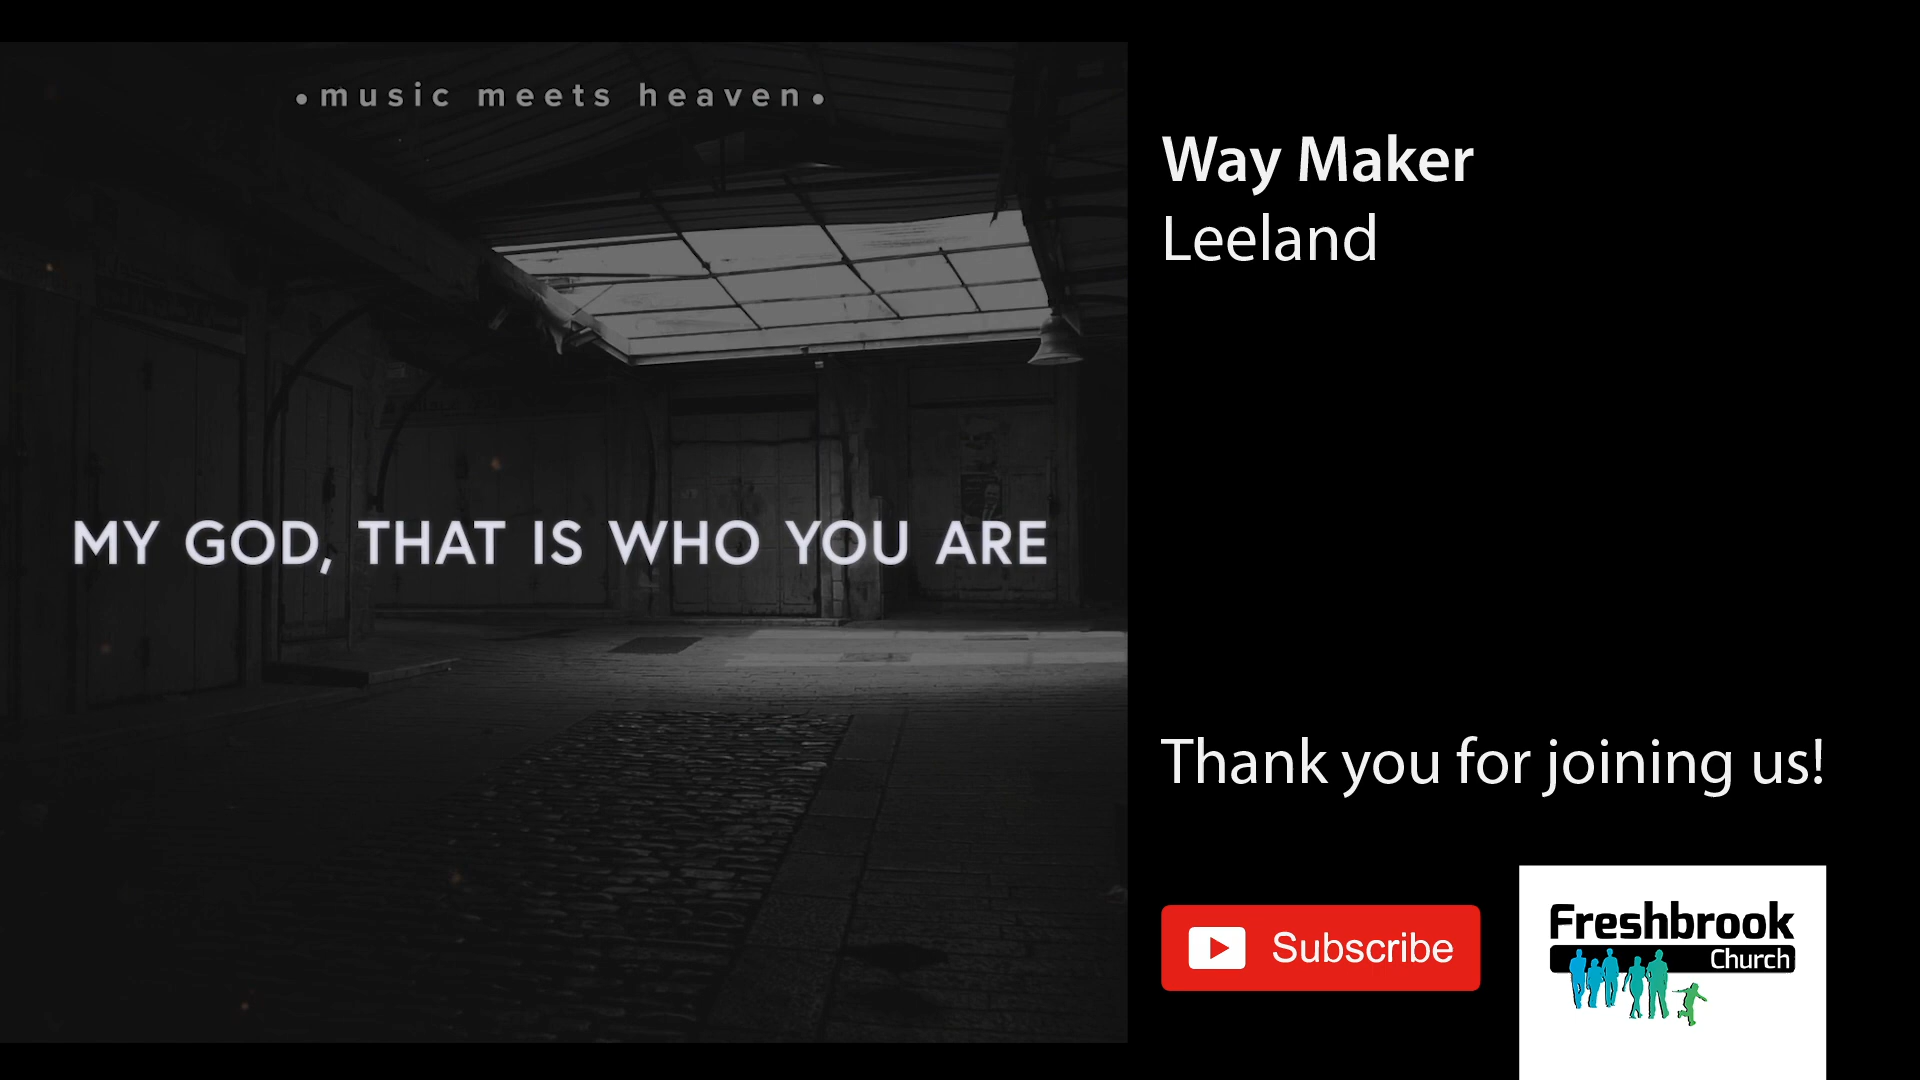 •music meets heaven•
MY GOD, THAT IS WHO YOU ARE
Way Maker
Leeland
Thank you for joining us!
Subscribe
Freshbrook
Church